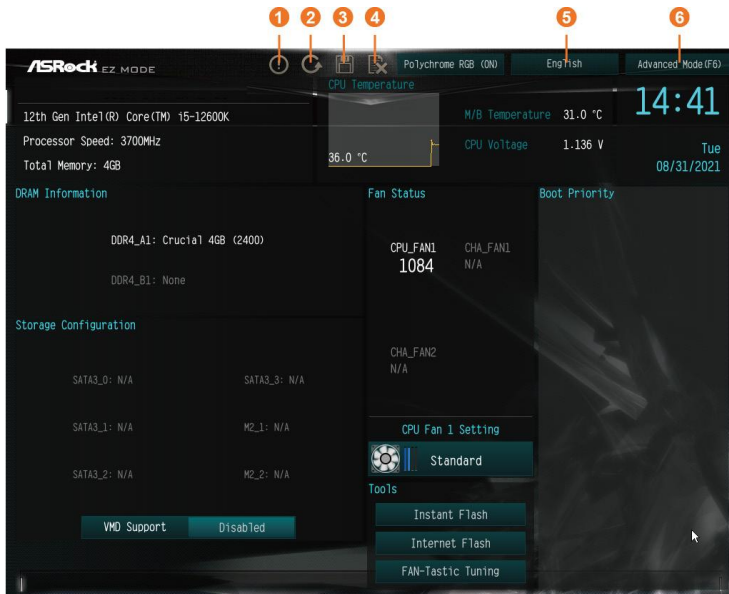 1 2 3 4 5 6
ASRock EZ MODE
Polychrome RGB (ON) English Advanced Mode(F6)
12th Gen Intel(R) Core(TM) i5-12600K
Processor Speed: 3700MHz
Total Memory: 4GB
CPU Temperature
36.0 °C
M/B Temperature 31.0 °C
CPU Voltage 1.136 V
14:41
Tue
08/31/2021
DRAM Information
DDR4_A1: Crucial 4GB (2400)
DDR4_B1: None
Storage Configuration
SATA3_0: N/A SATA3_3: N/A
SATA3_1: N/A M2_1: N/A
SATA3_2: N/A M2_2: N/A
VMD Support Disabled
Fan Status
CPU_FAN1 CHA_FAN1
1084 N/A
CHA_FAN2
N/A
CPU Fan 1 Setting
Standard
Tools
Instant Flash
Internet Flash
FAN-Tastic Tuning
Boot Priority